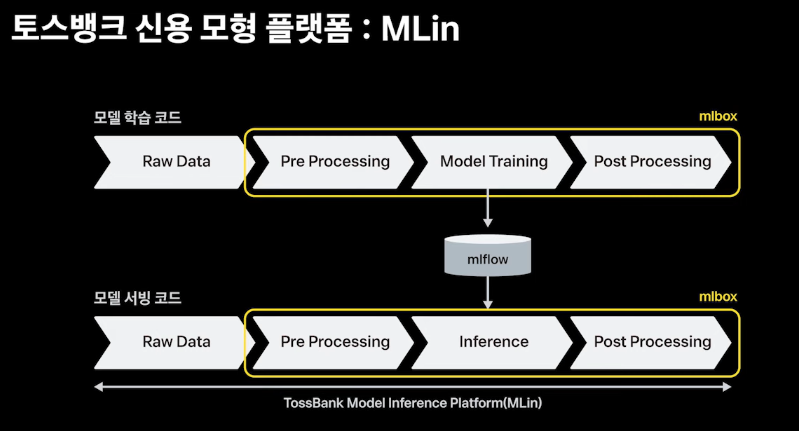 토스뱅크 신용 모형 플랫폼 : MLin
모델 학습 코드
mlbox
Raw Data
Pre Processing
Model Training
Post Processing
mlflow
모델 서빙 코드
mlbox
Raw Data
Pre Processing
Inference
Post Processing
TossBank Model Inference Platform(MLin)